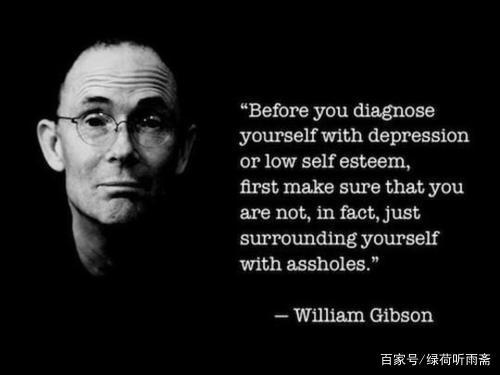 “Before you diagnose
yourself with depression
or low self esteem,
first make sure that you
are not, in fact, just
surrounding yourself
with assholes.”
— William Gibson
百家号/绿荷听雨斋